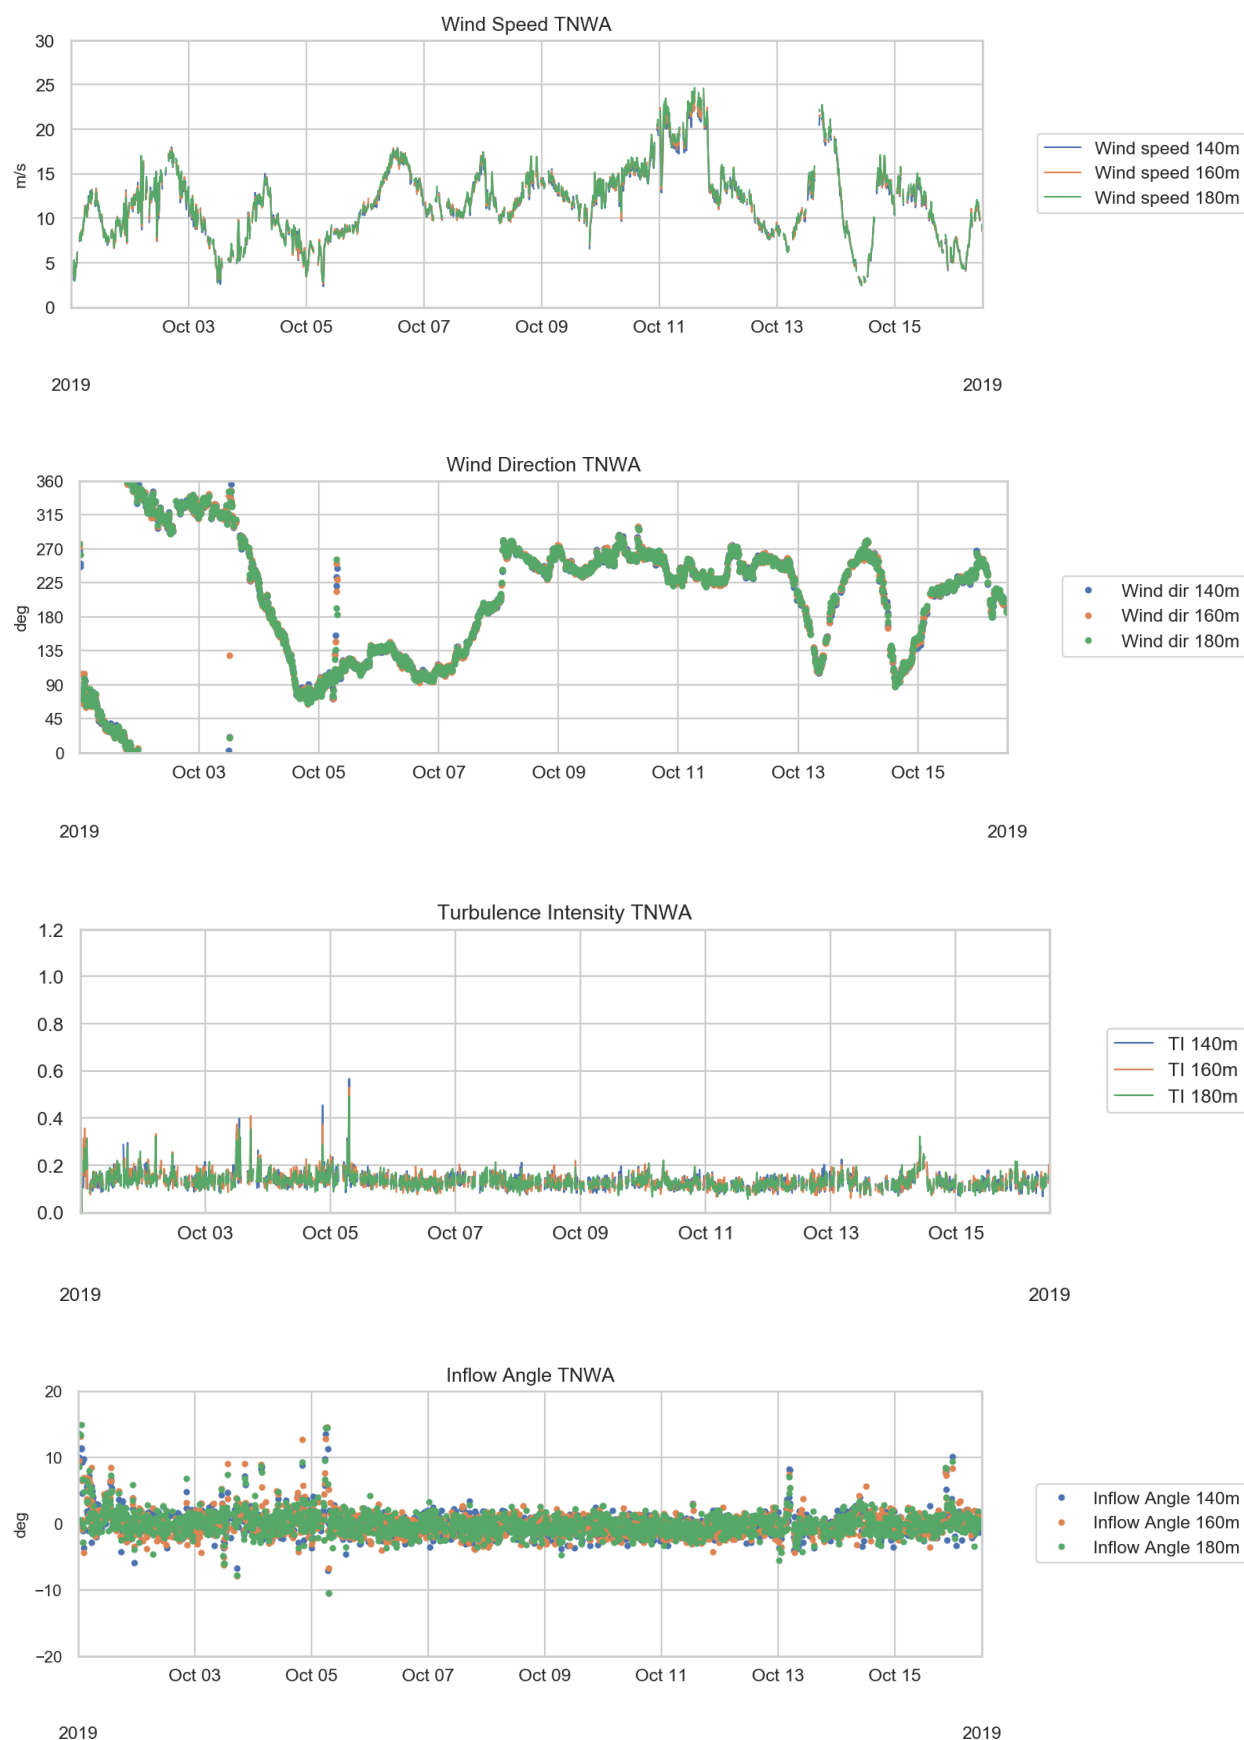 Wind Speed TNWA
30
25
20
15
10
5
0
m/s
Oct 03 Oct 05 Oct 07 Oct 09 Oct 11 Oct 13 Oct 15
2019 2019
Wind speed 140m
Wind speed 160m
Wind speed 180m
Wind Direction TNWA
360
315
270
225
180
135
90
45
0
deg
Oct 03 Oct 05 Oct 07 Oct 09 Oct 11 Oct 13 Oct 15
2019 2019
Wind dir 140m
Wind dir 160m
Wind dir 180m
Turbulence Intensity TNWA
1.2
1.0
0.8
0.6
0.4
0.2
0.0
Oct 03 Oct 05 Oct 07 Oct 09 Oct 11 Oct 13 Oct 15
2019 2019
TI 140m
TI 160m
TI 180m
Inflow Angle TNWA
20
10
0
−10
−20
deg
Oct 03 Oct 05 Oct 07 Oct 09 Oct 11 Oct 13 Oct 15
2019 2019
Inflow Angle 140m
Inflow Angle 160m
Inflow Angle 180m